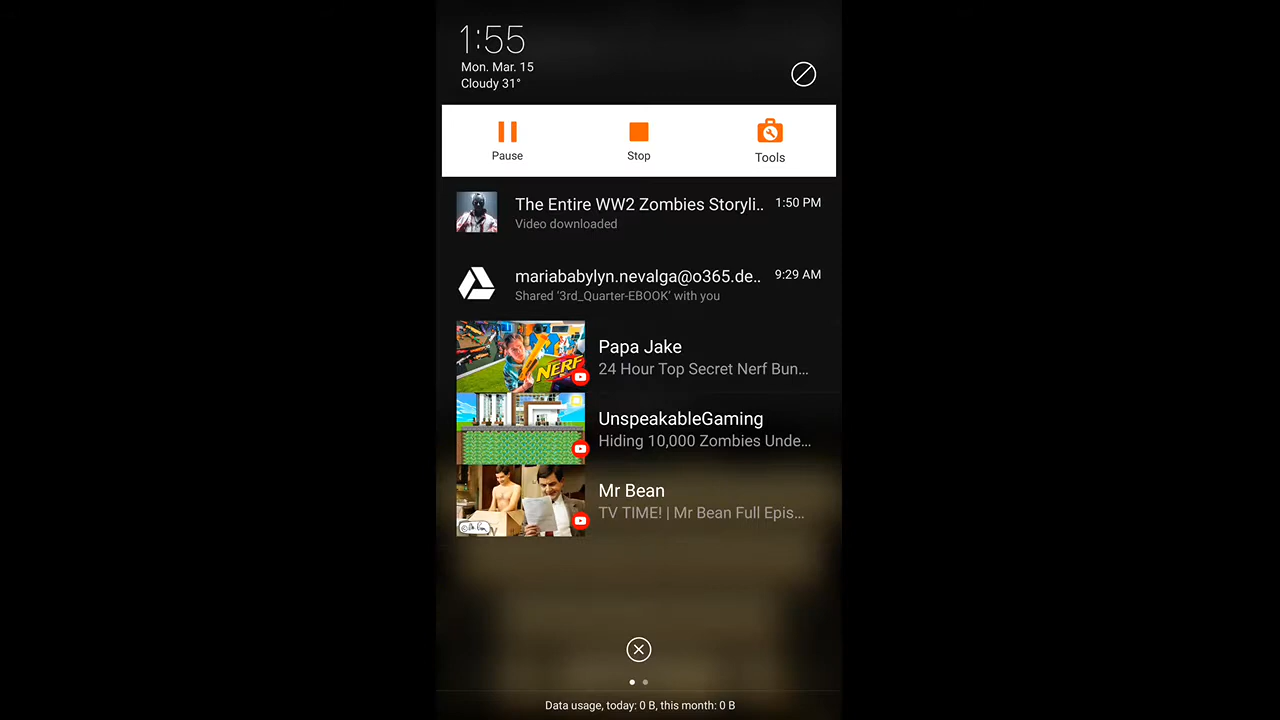 1:55
Mon. Mar. 15
Cloudy 31°
Pause
Stop
Tools
The Entire WW2 Zombies Storyli..
1:50 PM
Video downloaded
mariababylyn.nevalga@o365.de..
9:29 AM
Shared '3rd_Quarter-EBOOK' with you
NERF
Papa Jake
24 Hour Top Secret Nerf Bun...
UnspeakableGaming
Hiding 10,000 Zombies Unde...
Mr Bean
TV TIME! | Mr Bean Full Epis...
Data usage, today: 0 B, this month: 0 B